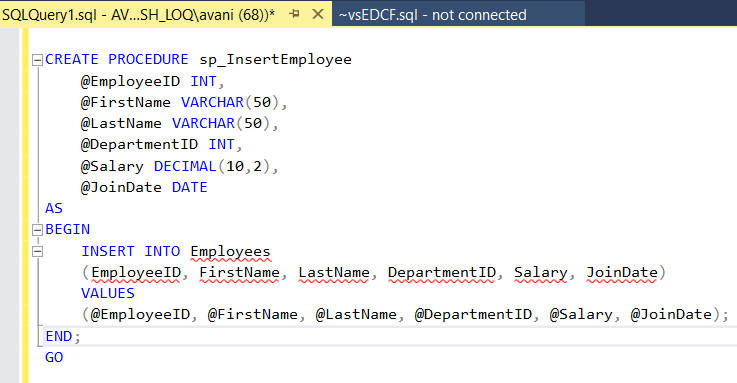 SQLQuery1.sql - AV...SH_LOQ\avani (68))* ~vsEDCF.sql - not connected
CREATE PROCEDURE sp_InsertEmployee
@EmployeeID INT,
@FirstName VARCHAR(50),
@LastName VARCHAR(50),
@DepartmentID INT,
@Salary DECIMAL(10,2),
@JoinDate DATE
AS
BEGIN
INSERT INTO Employees
(EmployeeID, FirstName, LastName, DepartmentID, Salary, JoinDate)
VALUES
(@EmployeeID, @FirstName, @LastName, @DepartmentID, @Salary, @JoinDate);
END;
GO